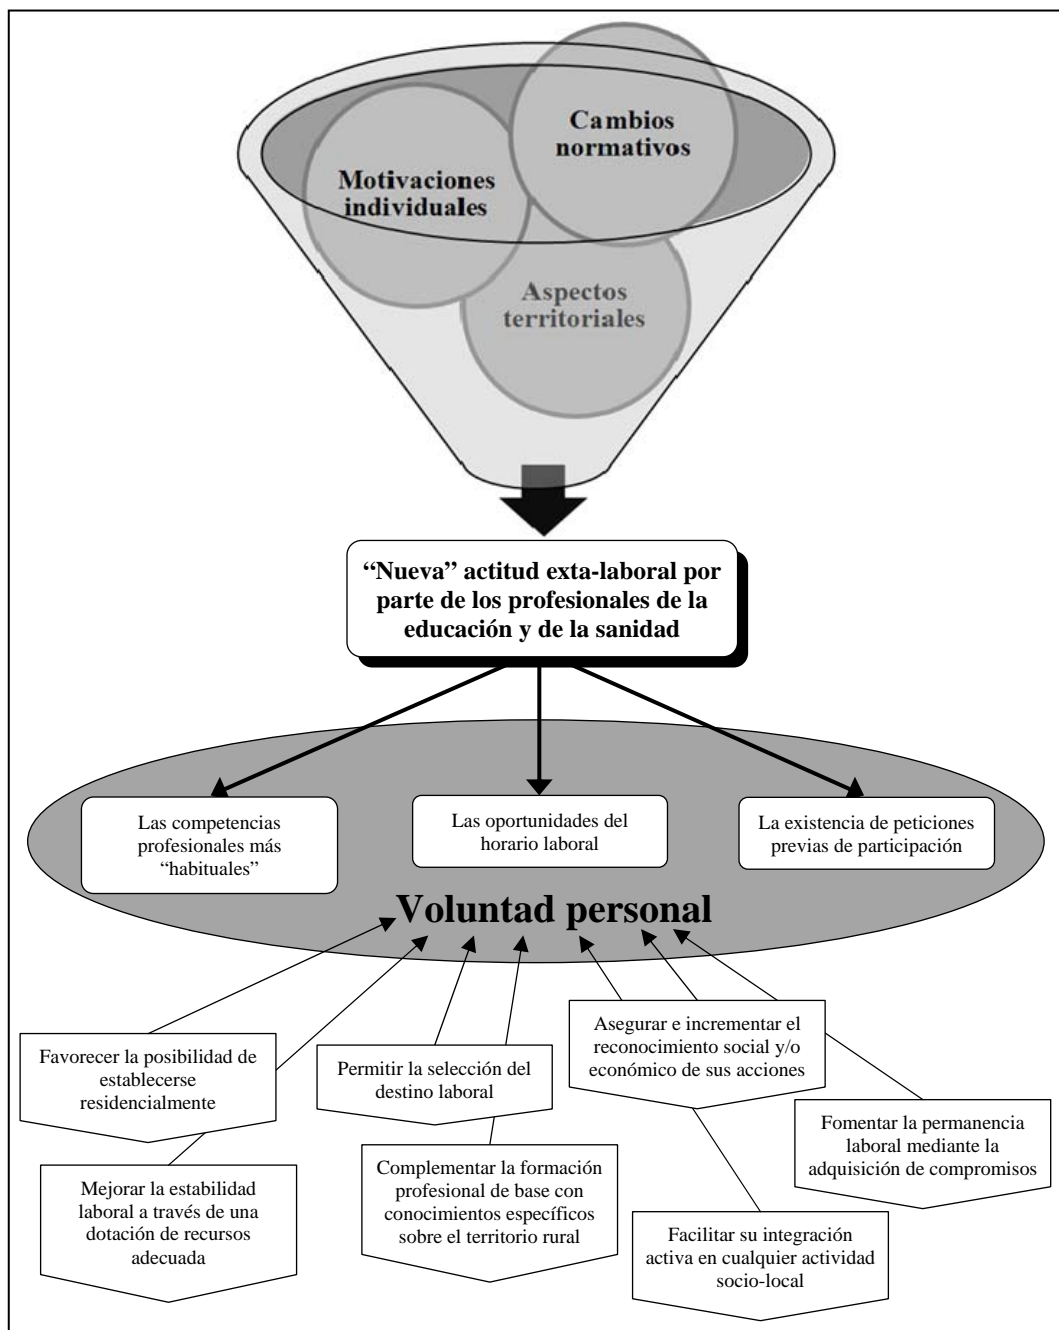 Cambios
normativos
Motivaciones
individuales
Aspectos
territoriales
“Nueva” actitud exta-laboral por
parte de los profesionales de la
educación y de la sanidad
Las competencias
profesionales más
“habituales”
Las oportunidades del
horario laboral
La existencia de peticiones
previas de participación
Voluntad personal
Favorecer la posibilidad de
establecerse
residencialmente
Permitir la selección del
destino laboral
Asegurar e incrementar el
reconocimiento social y/o
económico de sus acciones
Fomentar la permanencia
laboral mediante la
adquisición de compromisos
Mejorar la estabilidad
laboral a través de una
dotación de recursos
adecuada
Complementar la formación
profesional de base con
conocimientos específicos
sobre el territorio rural
Facilitar su integración
activa en cualquier actividad
socio-local